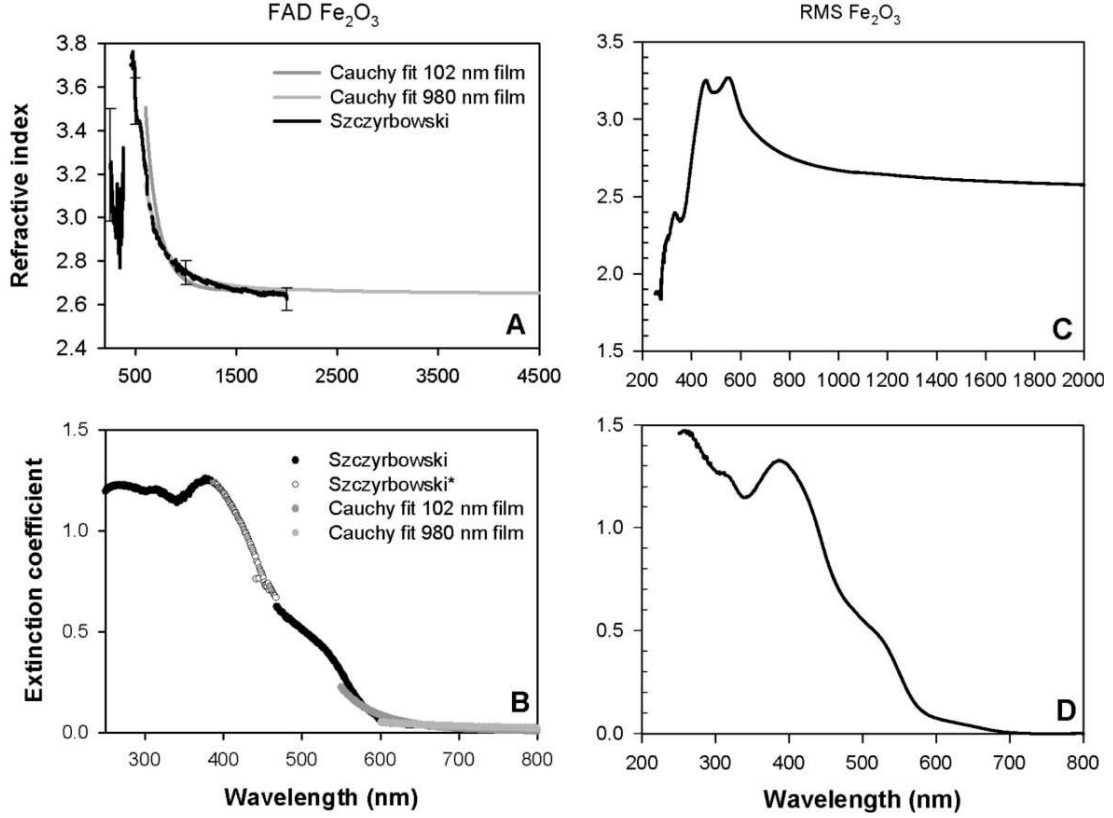 FAD Fe₂O₃
RMS Fe₂O₃
Refractive index
3.8
3.6
3.4
3.2
3.0
2.8
2.6
2.4
500
1500
2500
3500
4500
Cauchy fit 102 nm film
Cauchy fit 980 nm film
Szczyrbowski
A
3.5
3.0
2.5
2.0
1.5
200 400 600 800 1000 1200 1400 1600 1800 2000
C
Extinction coefficient
1.5
1.0
0.5
0.0
300 400 500 600 700 800
Szczyrbowski
Szczyrbowski*
Cauchy fit 102 nm film
Cauchy fit 980 nm film
B
Wavelength (nm)
1.5
1.0
0.5
0.0
200 300 400 500 600 700 800
D
Wavelength (nm)